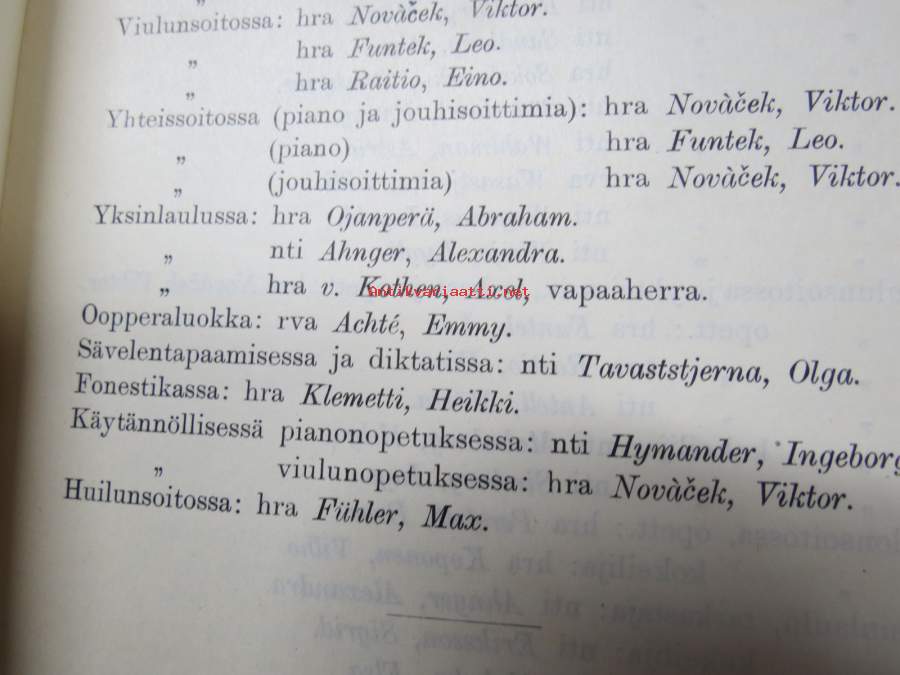 „
Viulunsoitossa: hra Novàček, Viktor.
„ hra Funtek, Leo.
„ hra Raitio, Eino.
Yhteissoitossa (piano ja jouhisoittimia): hra Novàček, Viktor.
„ (piano) hra Funtek, Leo.
„ (jouhisoittimia) hra Novàček, Viktor.
Yksinlaulussa: hra Ojanperä, Abraham.
„ nti Ahnger, Alexandra.
„ hra v. Kothen, Axel, vapaaherra.
antikvariaatti.net
Oopperaluokka: rva Achté, Emmy.
Sävelentapaamisessa ja diktatissa: nti Tavaststjerna, Olga.
Fonestikassa: hra Klemetti, Heikki.
Käytännöllisessä pianonopetuksessa: nti Hymander, Ingeborg
„ viulunopetuksessa: hra Novàček, Viktor.
Huilunsoitossa: hra Fühler, Max.